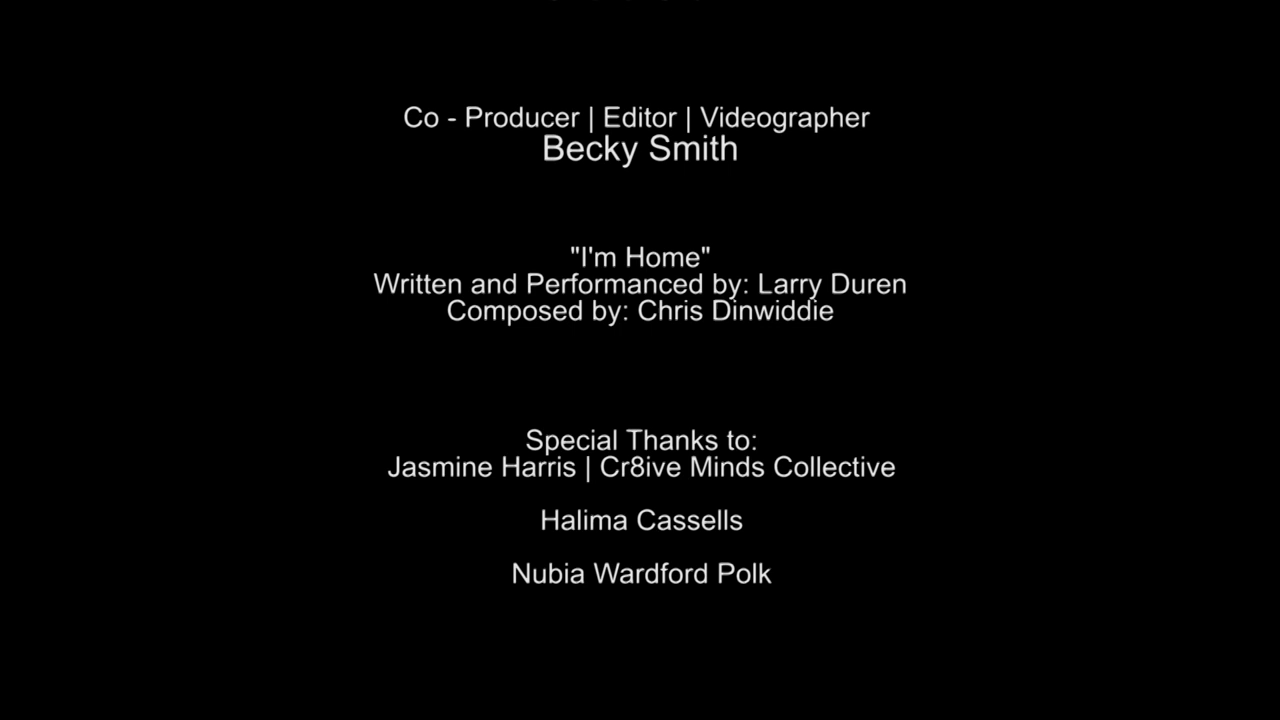 Co - Producer | Editor | Videographer
Becky Smith
"I'm Home"
Written and Performanced by: Larry Duren
Composed by: Chris Dinwiddie
Special Thanks to:
Jasmine Harris | Cr8ive Minds Collective
Halima Cassells
Nubia Wardford Polk